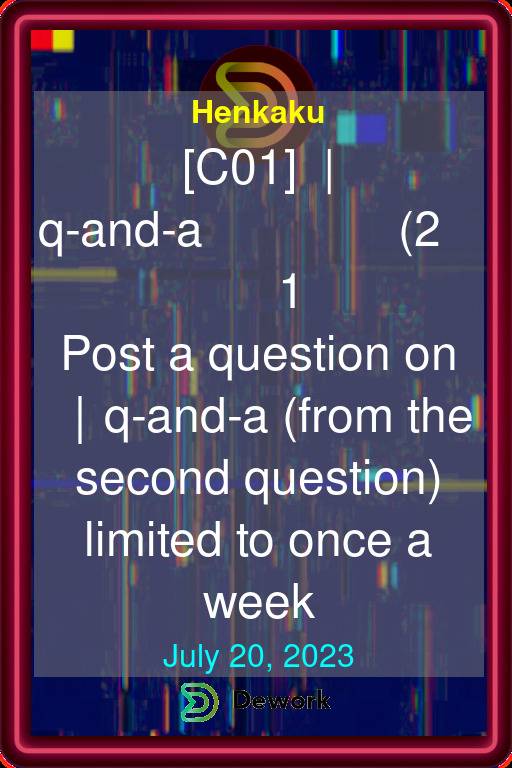 Henkaku
[C01] |
q-and-a (2
1
Post a question on
| q-and-a (from the
second question)
limited to once a
week
July 20, 2023
Dework